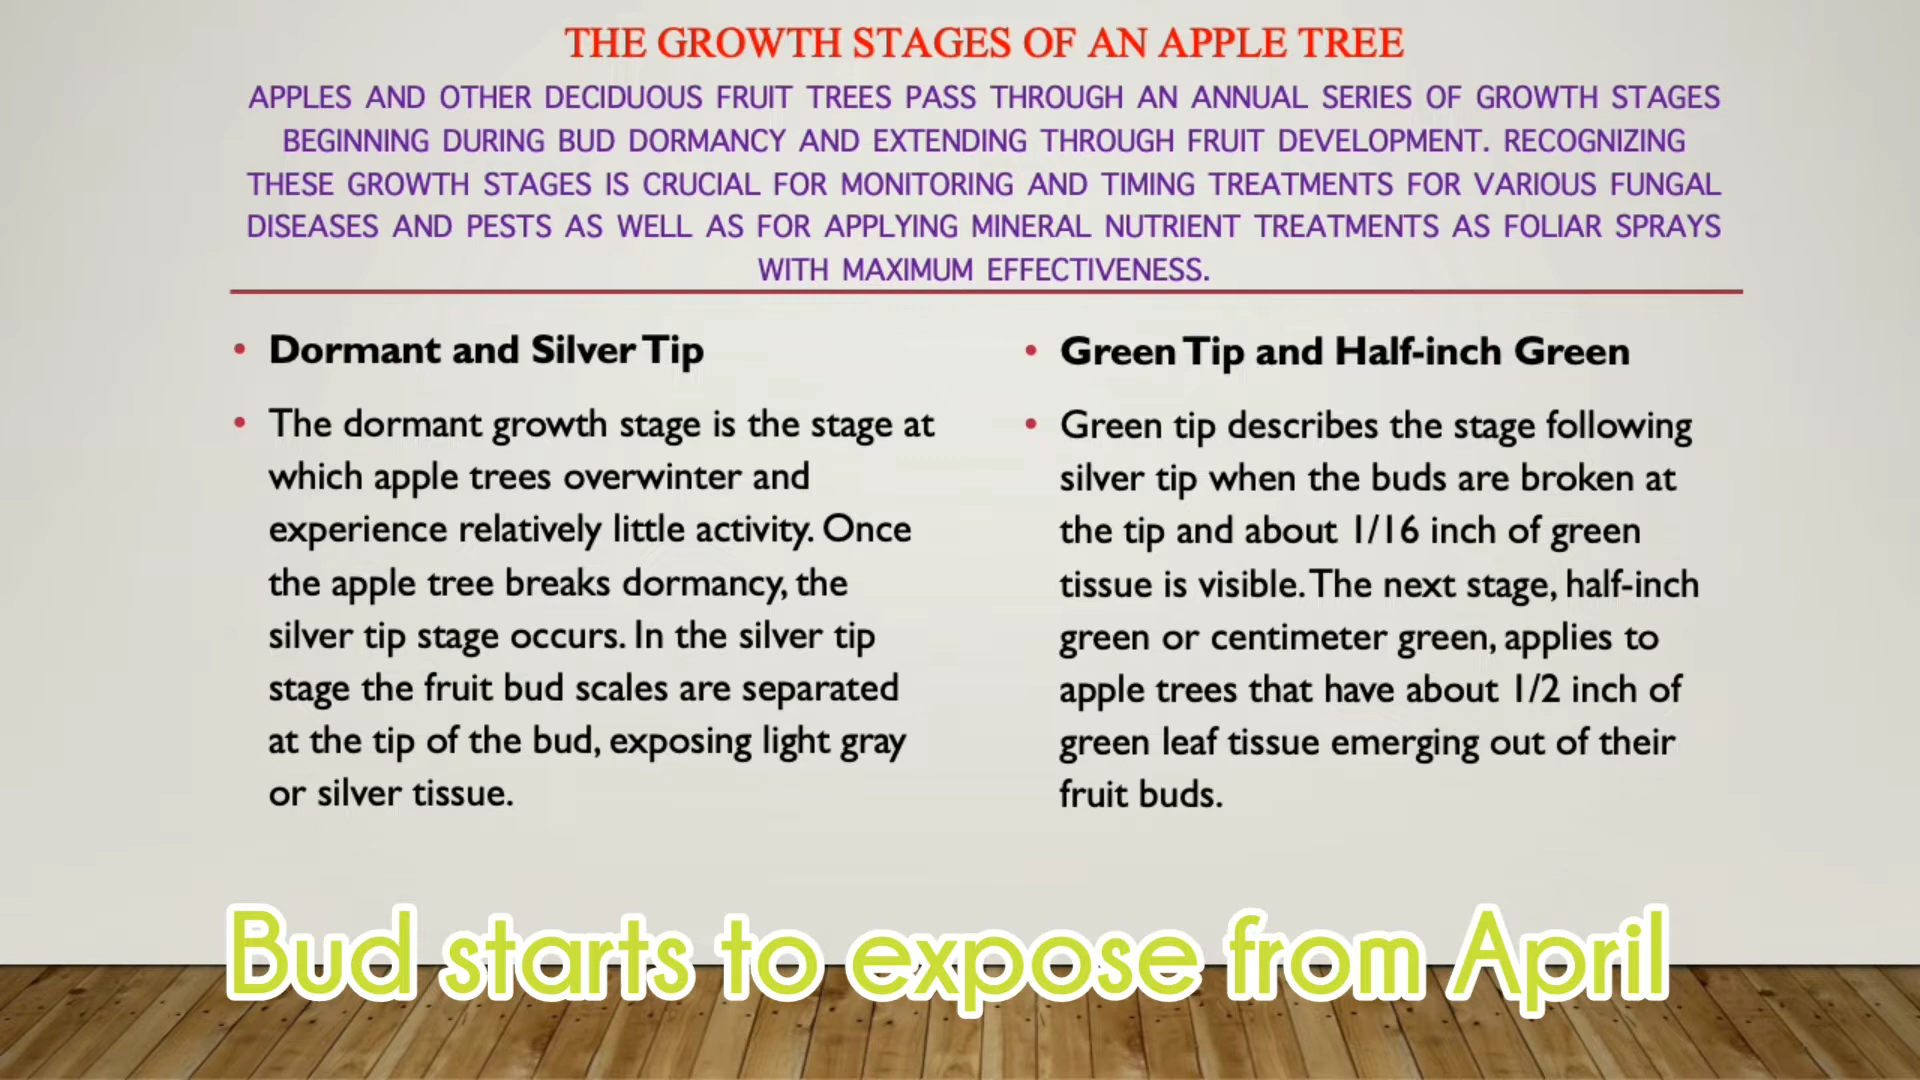 THE GROWTH STAGES OF AN APPLE TREE
APPLES AND OTHER DECIDUOUS FRUIT TREES PASS THROUGH AN ANNUAL SERIES OF GROWTH STAGES
BEGINNING DURING BUD DORMANCY AND EXTENDING THROUGH FRUIT DEVELOPMENT. RECOGNIZING
THESE GROWTH STAGES IS CRUCIAL FOR MONITORING AND TIMING TREATMENTS FOR VARIOUS FUNGAL
DISEASES AND PESTS AS WELL AS FOR APPLYING MINERAL NUTRIENT TREATMENTS AS FOLIAR SPRAYS
WITH MAXIMUM EFFECTIVENESS.
• Dormant and Silver Tip
• The dormant growth stage is the stage at
which apple trees overwinter and
experience relatively little activity. Once
the apple tree breaks dormancy, the
silver tip stage occurs. In the silver tip
stage the fruit bud scales are separated
at the tip of the bud, exposing light gray
or silver tissue.
• Green Tip and Half-inch Green
• Green tip describes the stage following
silver tip when the buds are broken at
the tip and about 1/16 inch of green
tissue is visible. The next stage, half-inch
green or centimeter green, applies to
apple trees that have about 1/2 inch of
green leaf tissue emerging out of their
fruit buds.
Bud starts to expose from April